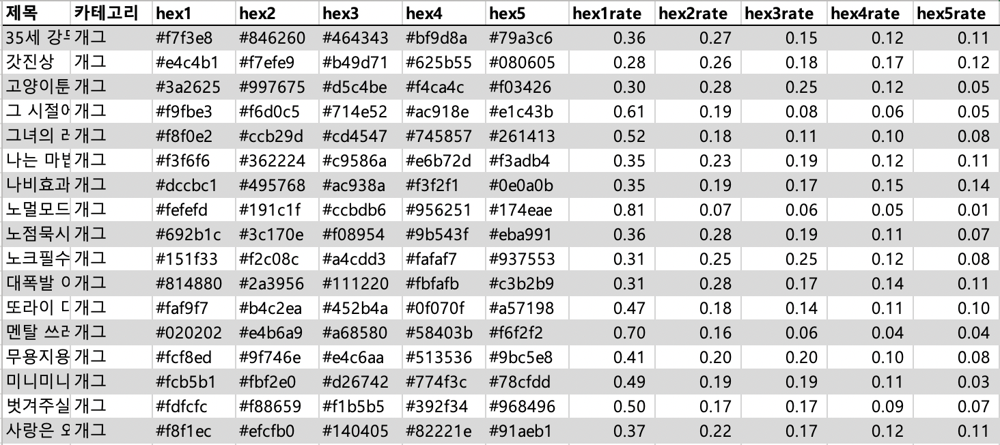 제목 카테고리 hex1 hex2 hex3 hex4 hex5 hex1rate hex2rate hex3rate hex4rate hex5rate
35세 개그 #f7f3e8 #846260 #464343 #bf9d8a #79a3c6 0.36 0.27 0.15 0.12 0.11
갓진상 개그 #e4c4b1 #f7efe9 #b49d71 #625b55 #080605 0.28 0.26 0.18 0.17 0.12
고양이툰 개그 #3a2625 #997675 #d5c4be #f4ca4c #f03426 0.30 0.28 0.25 0.12 0.05
그 개그 #f9fbe3 #f6d0c5 #714e52 #ac918e #e1c43b 0.61 0.19 0.08 0.06 0.05
그녀의 개그 #f8f0e2 #ccb29d #cd4547 #745857 #261413 0.52 0.18 0.11 0.10 0.08
나는 개그 #f3f6f6 #362224 #c9586a #e6b72d #f3adb4 0.35 0.23 0.19 0.12 0.11
나비효과 개그 #dccbc1 #495768 #ac938a #f3f2f1 #0e0a0b 0.35 0.19 0.17 0.15 0.14
노멀모드 개그 #fefefd #191c1f #ccbdb6 #956251 #174eae 0.81 0.07 0.06 0.05 0.01
노점묵시 개그 #692b1c #3c170e #f08954 #9b543f #eba991 0.36 0.28 0.19 0.11 0.07
노크필수 개그 #151f33 #f2c08c #a4cdd3 #fafaf7 #937553 0.31 0.25 0.25 0.12 0.08
대폭발 개그 #814880 #2a3956 #111220 #fbfafb #c3b2b9 0.31 0.28 0.17 0.14 0.11
또라이 개그 #faf9f7 #b4c2ea #452b4a #0f070f #a57198 0.47 0.18 0.14 0.11 0.10
멘탈 개그 #020202 #e4b6a9 #a68580 #58403b #f6f2f2 0.70 0.16 0.06 0.04 0.04
무용지용 개그 #fcf8ed #9f746e #e4c6aa #513536 #9bc5e8 0.41 0.20 0.20 0.10 0.08
미니미니 개그 #fcb5b1 #fbf2e0 #d26742 #774f3c #78cfdd 0.49 0.19 0.19 0.11 0.03
벗겨주실 개그 #fdfcfc #f88659 #f1b5b5 #392f34 #968496 0.50 0.17 0.17 0.09 0.07
사랑은 개그 #f8f1ec #efcfb0 #140405 #82221e #91aeb1 0.37 0.22 0.17 0.12 0.11